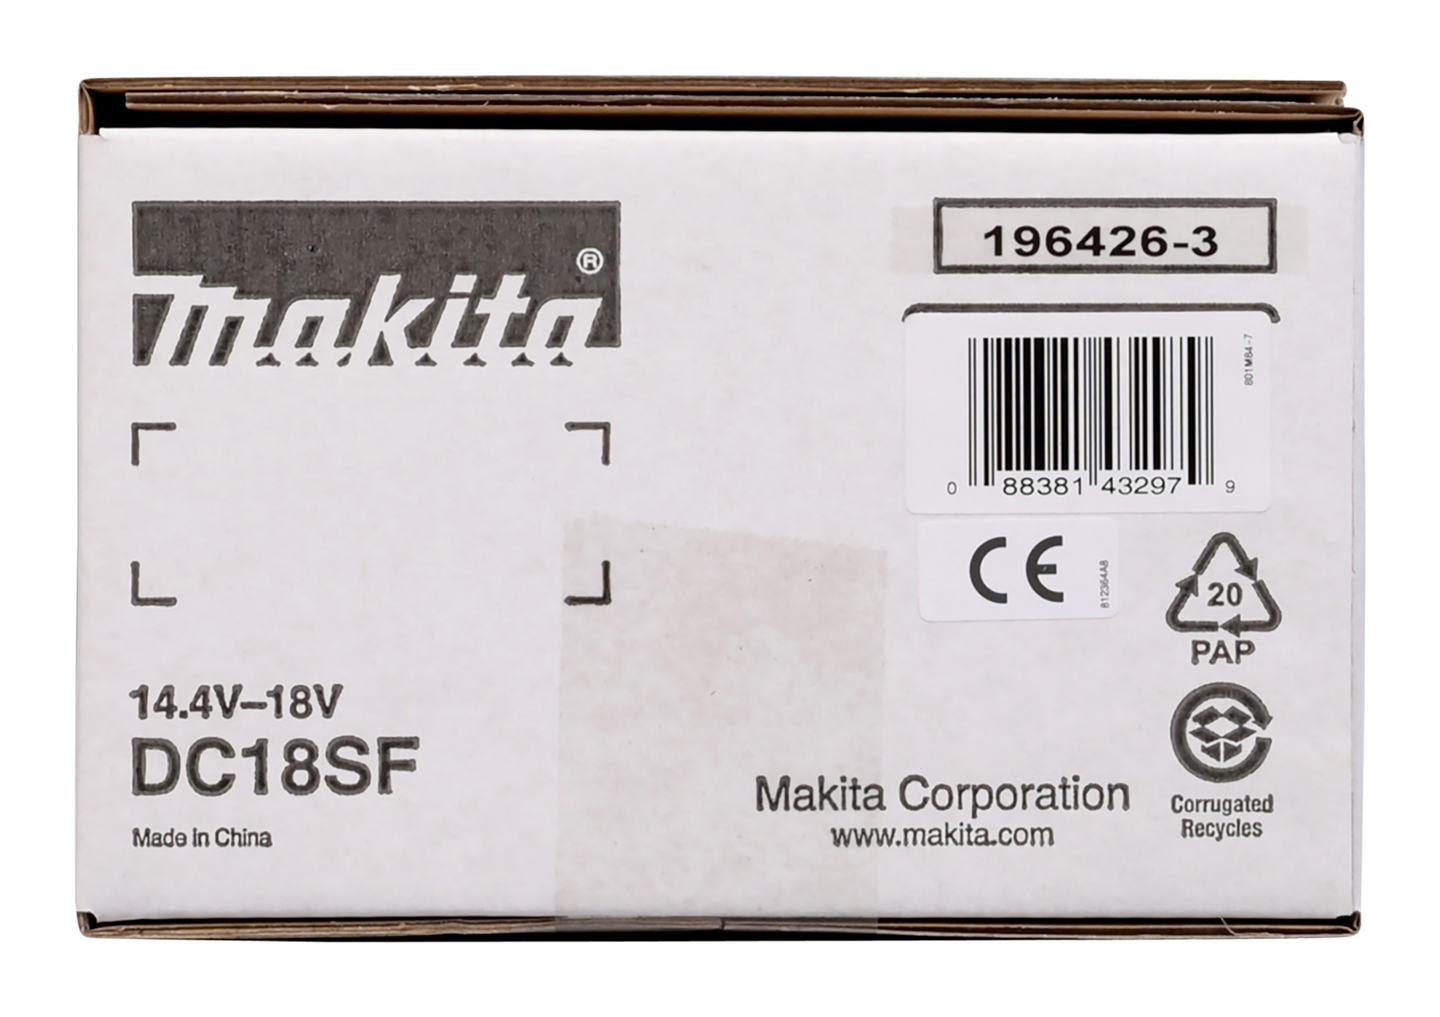 makita®
196426-3
801M64-7
0 88381 43297 9
CE
812364A8
20
PAP
14.4V–18V
DC18SF
Made in China
Makita Corporation
www.makita.com
Corrugated
Recycles